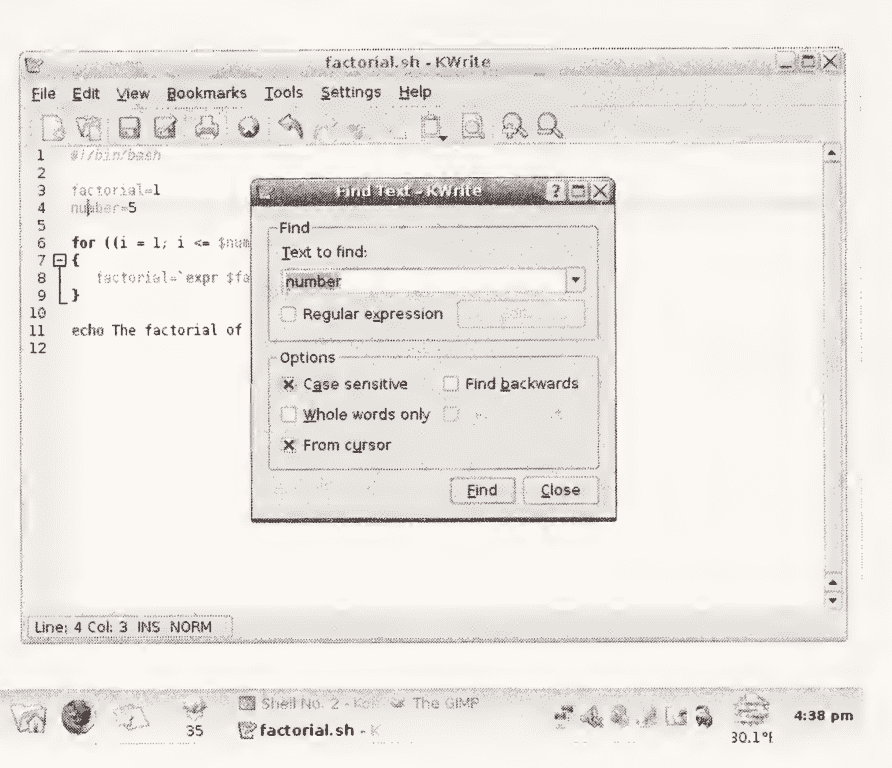 factorial.sh - KWrite
File Edit View Bookmarks Tools Settings Help
1 #!/bin/bash
2
3 factorial=1
4 number=5
5
6 for ((i = 1; i <= $num
7 {
8 factorial=`expr $fa
9 }
10
11 echo The factorial of
12
Find Text - KWrite
Find
Text to find:
number
Regular expression
Options
Case sensitive Find backwards
Whole words only
From cursor
Find Close
Line: 4 Col: 3 INS NORM
Shell No. 2 - Kon The GIMP
35 factorial.sh - K 30.1°F 4:38 pm